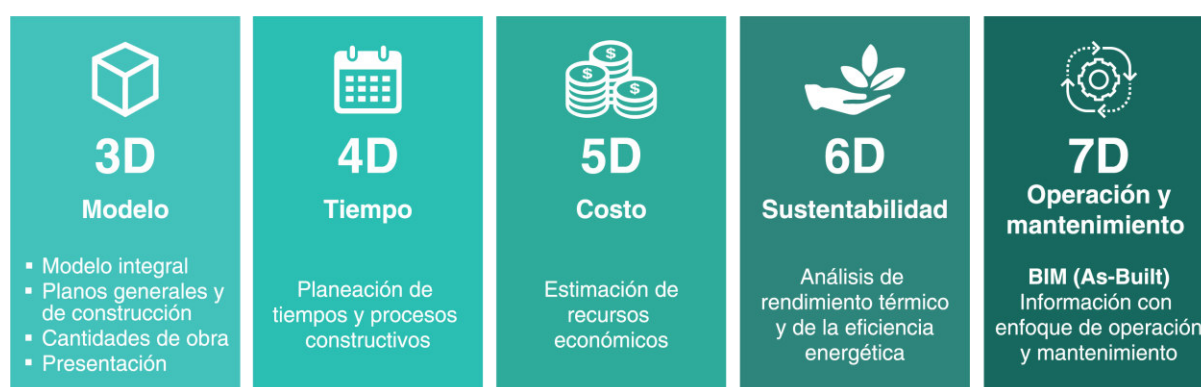 3D
Modelo
▪ Modelo integral
▪ Planos generales y
de construcción
▪ Cantidades de obra
▪ Presentación
4D
Tiempo
Planeación de
tiempos y procesos
constructivos
$
$
$
5D
Costo
Estimación de
recursos
económicos
6D
Sustentabilidad
Análisis de
rendimiento térmico
y de la eficiencia
energética
7D
Operación y
mantenimiento
BIM (As-Built)
Información con
enfoque de operación
y mantenimiento